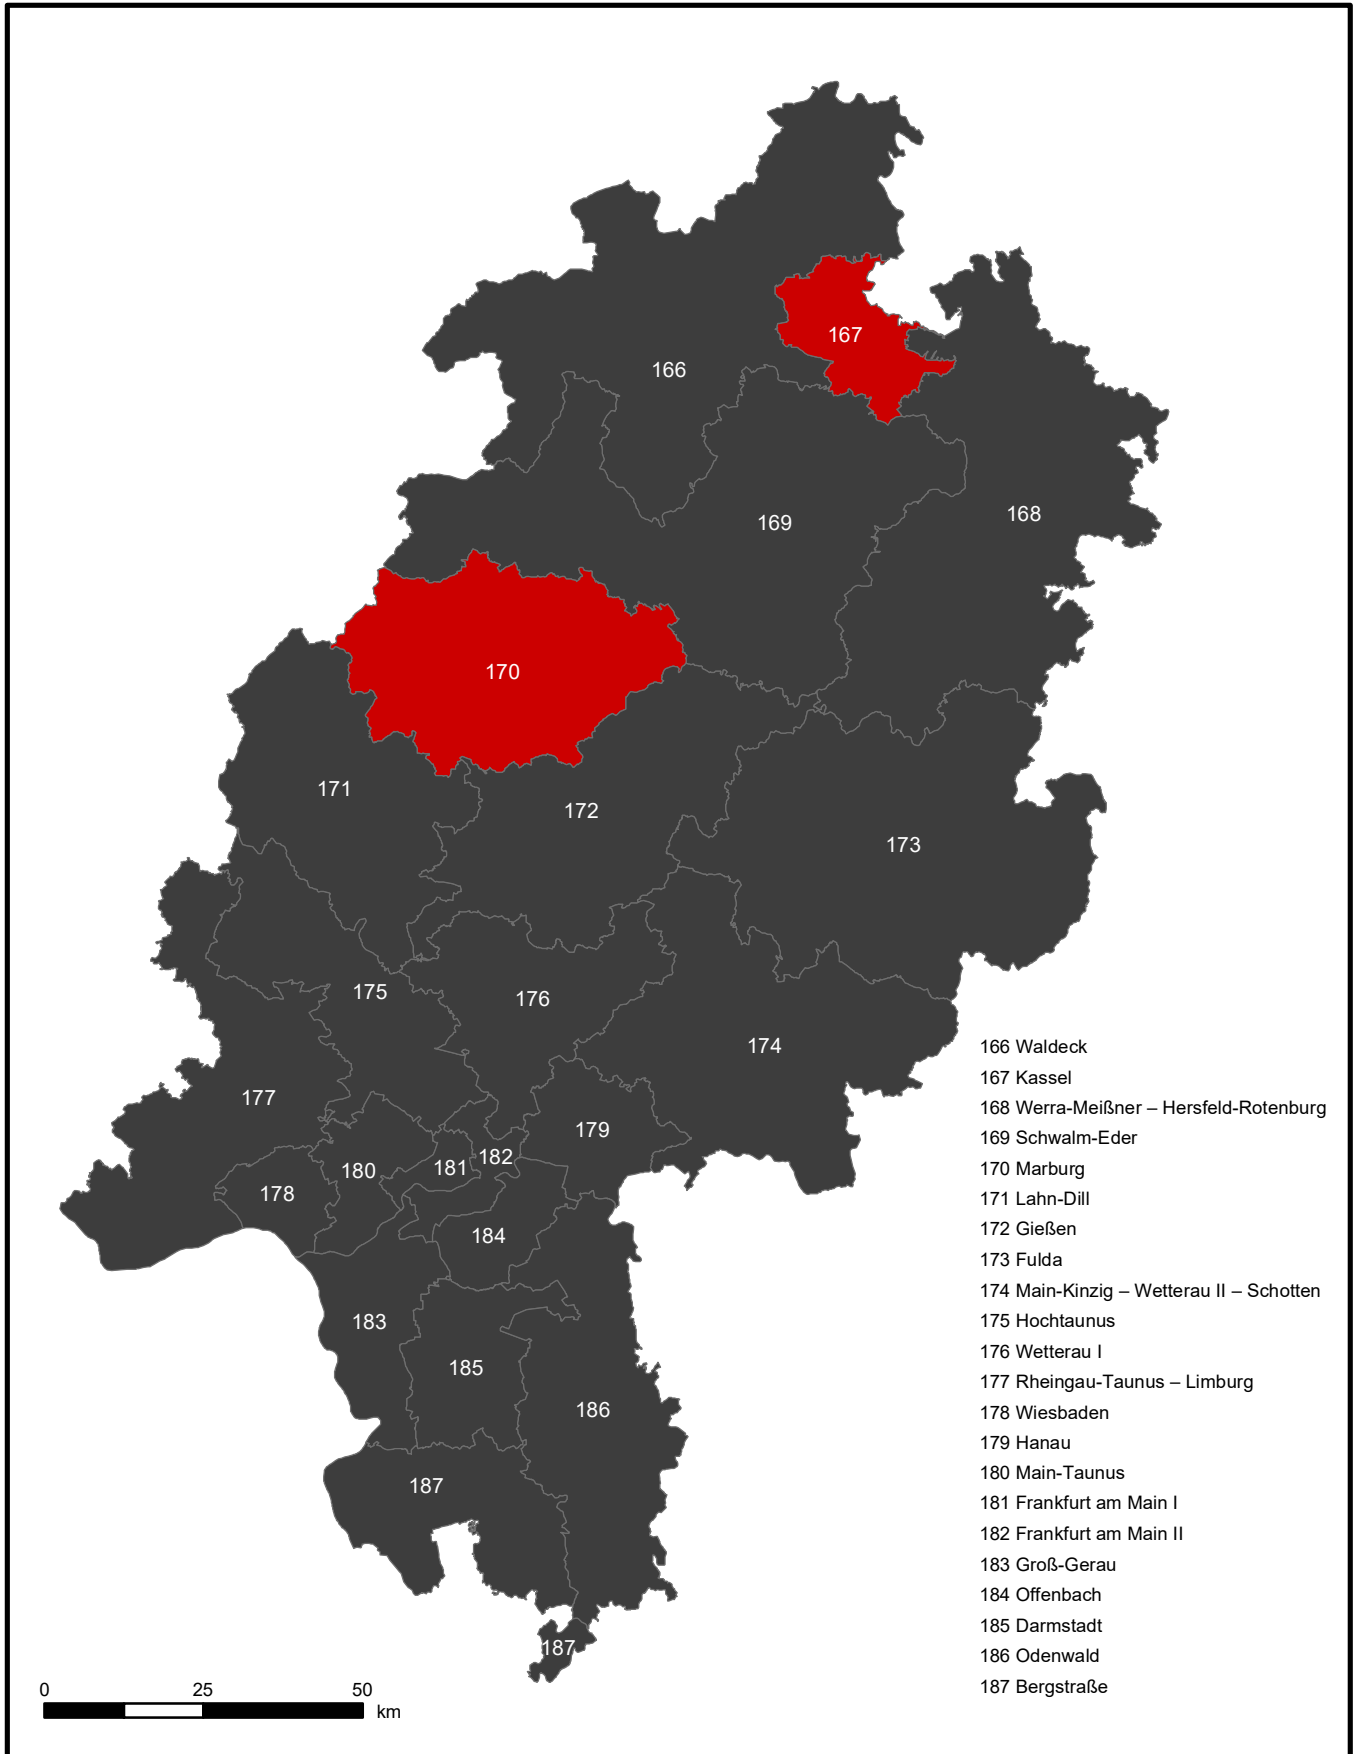 167
166
168
169
170
171
172
173
175
176
174
177
179
182
181
180
178
184
183
185
186
187
187
166 Waldeck
167 Kassel
168 Werra-Meißner – Hersfeld-Rotenburg
169 Schwalm-Eder
170 Marburg
171 Lahn-Dill
172 Gießen
173 Fulda
174 Main-Kinzig – Wetterau II – Schotten
175 Hochtaunus
176 Wetterau I
177 Rheingau-Taunus – Limburg
178 Wiesbaden
179 Hanau
180 Main-Taunus
181 Frankfurt am Main I
182 Frankfurt am Main II
183 Groß-Gerau
184 Offenbach
185 Darmstadt
186 Odenwald
187 Bergstraße
0 25 50
km